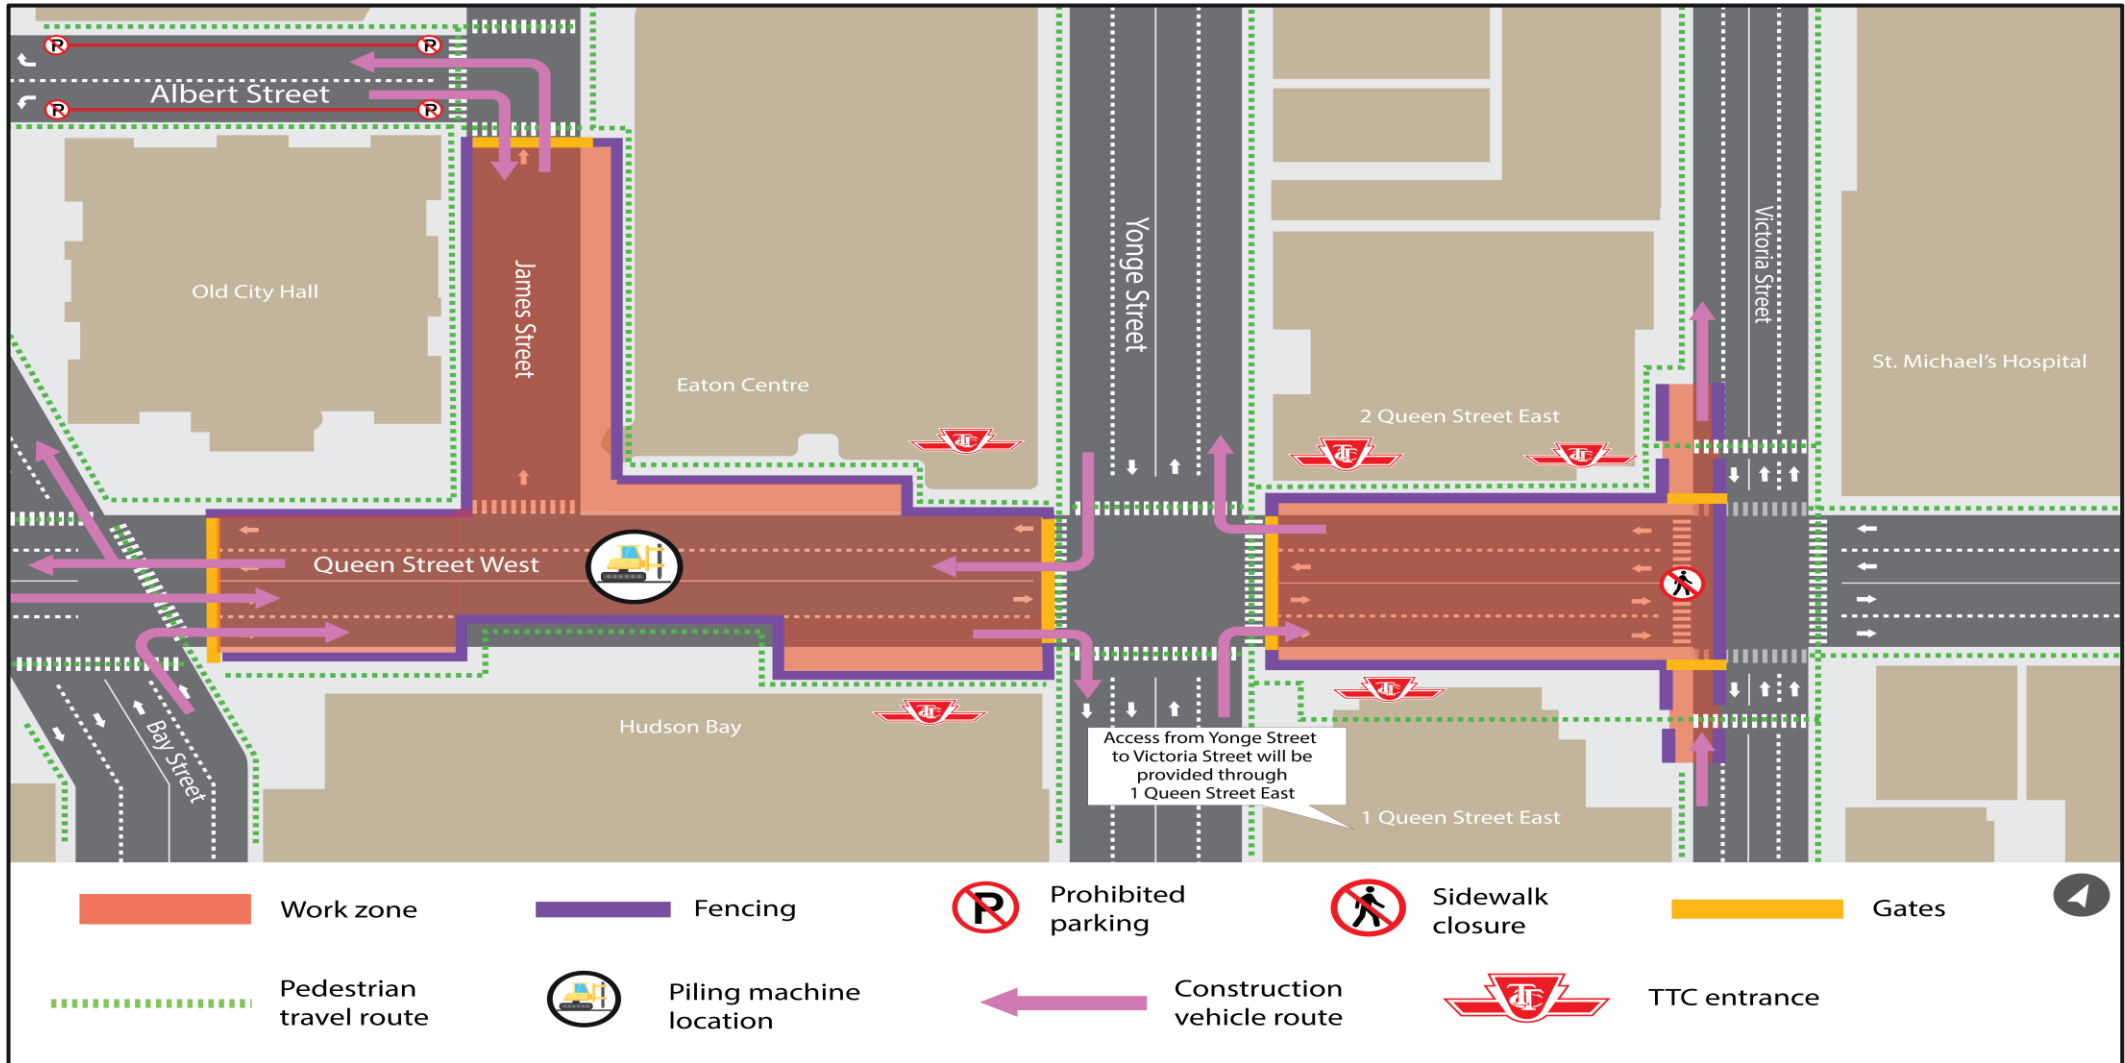 Albert Street
Old City Hall
James Street
Eaton Centre
Yonge Street
Victoria Street
2 Queen Street East
St. Michael's Hospital
Queen Street West
Bay Street
Hudson Bay
Access from Yonge Street
to Victoria Street will be
provided through
1 Queen Street East
1 Queen Street East
Work zone
Fencing
P
Prohibited
parking
Sidewalk
closure
Gates
Pedestrian
travel route
Piling machine
location
Construction
vehicle route
TTC entrance